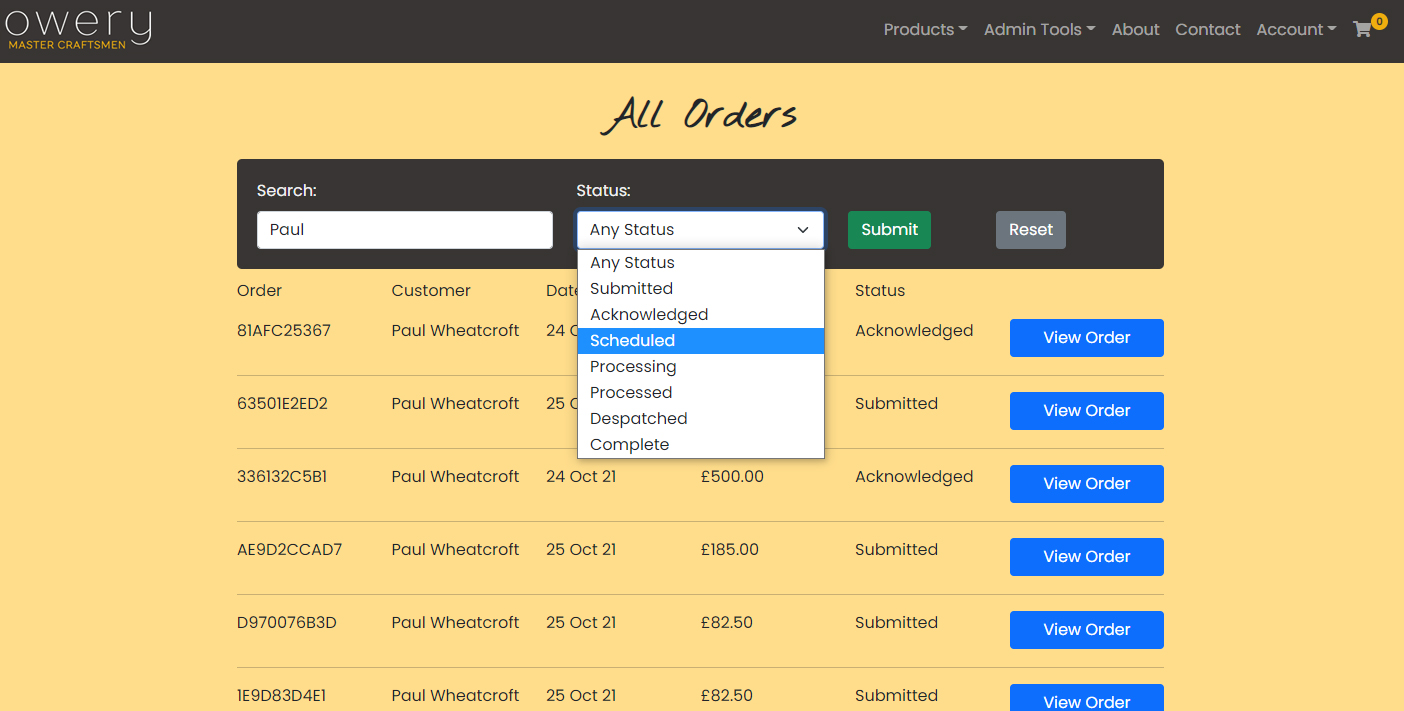 owery
MASTER CRAFTSMEN
Products Admin Tools About Contact Account 0
All Orders
Search: Status:
Paul Any Status Submit Reset
Any Status
Submitted
Acknowledged
Scheduled
Processing
Processed
Despatched
Complete
Order Customer Date Status
81AFC25367 Paul Wheatcroft 24 Acknowledged View Order
63501E2ED2 Paul Wheatcroft 25 Submitted View Order
336132C5B1 Paul Wheatcroft 24 Oct 21 £500.00 Acknowledged View Order
AE9D2CCAD7 Paul Wheatcroft 25 Oct 21 £185.00 Submitted View Order
D970076B3D Paul Wheatcroft 25 Oct 21 £82.50 Submitted View Order
1E9D83D4E1 Paul Wheatcroft 25 Oct 21 £82.50 Submitted View Order